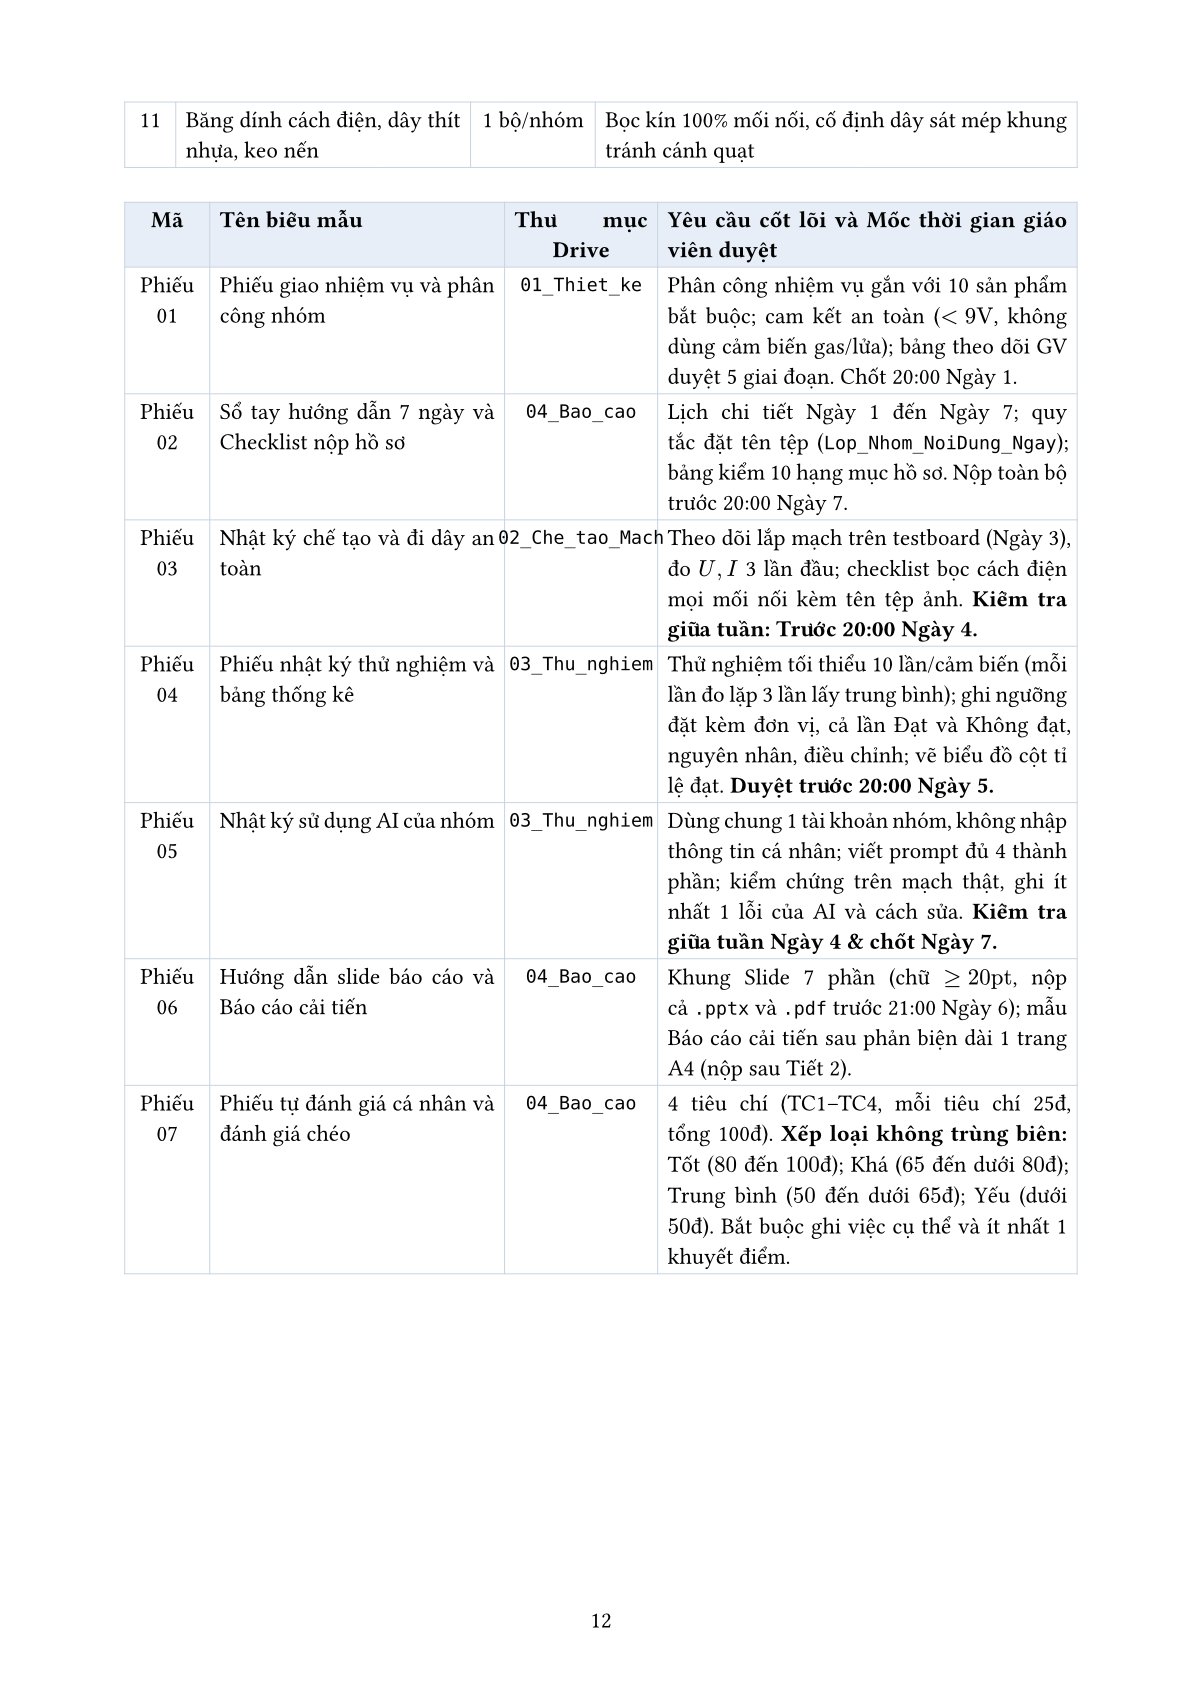 11 Băng dính cách điện, dây thít 1 bộ/nhóm Bọc kín 100% mối nối, cố định dây sát mép khung
nhựa, keo nến tránh cánh quạt
Mã Tên biểu mẫu Thư mục Yêu cầu cốt lõi và Mốc thời gian giáo
Drive viên duyệt
Phiếu Phiếu giao nhiệm vụ và phân 01_Thiet_ke Phân công nhiệm vụ gắn với 10 sản phẩm
01 công nhóm bắt buộc; cam kết an toàn (< 9V, không
dùng cảm biến gas/lửa); bảng theo dõi GV
duyệt 5 giai đoạn. Chốt 20:00 Ngày 1.
Phiếu Sổ tay hướng dẫn 7 ngày và 04_Bao_cao Lịch chi tiết Ngày 1 đến Ngày 7; quy
02 Checklist nộp hồ sơ tắc đặt tên tệp (Lop_Nhom_NoiDung_Ngay);
bảng kiểm 10 hạng mục hồ sơ. Nộp toàn bộ
trước 20:00 Ngày 7.
Phiếu Nhật ký chế tạo và đi dây an 02_Che_tao_Mach Theo dõi lắp mạch trên testboard (Ngày 3),
03 toàn đo U, I 3 lần đầu; checklist bọc cách điện
mọi mối nối kèm tên tệp ảnh. Kiểm tra
giữa tuần: Trước 20:00 Ngày 4.
Phiếu Phiếu nhật ký thử nghiệm và 03_Thu_nghiem Thử nghiệm tối thiểu 10 lần/cảm biến (mỗi
04 bảng thống kê lần đo lặp 3 lần lấy trung bình); ghi ngưỡng
đặt kèm đơn vị, cả lần Đạt và Không đạt,
nguyên nhân, điều chỉnh; vẽ biểu đồ cột tỉ
lệ đạt. Duyệt trước 20:00 Ngày 5.
Phiếu Nhật ký sử dụng AI của nhóm 03_Thu_nghiem Dùng chung 1 tài khoản nhóm, không nhập
05 thông tin cá nhân; viết prompt đủ 4 thành
phần; kiểm chứng trên mạch thật, ghi ít
nhất 1 lỗi của AI và cách sửa. Kiểm tra
giữa tuần Ngày 4 & chốt Ngày 7.
Phiếu Hướng dẫn slide báo cáo và 04_Bao_cao Khung Slide 7 phần (chữ ≥ 20pt, nộp
06 Báo cáo cải tiến cả .pptx và .pdf trước 21:00 Ngày 6); mẫu
Báo cáo cải tiến sau phản biện dài 1 trang
A4 (nộp sau Tiết 2).
Phiếu Phiếu tự đánh giá cá nhân và 04_Bao_cao 4 tiêu chí (TC1–TC4, mỗi tiêu chí 25đ,
07 đánh giá chéo tổng 100đ). Xếp loại không trùng biên:
Tốt (80 đến 100đ); Khá (65 đến dưới 80đ);
Trung bình (50 đến dưới 65đ); Yếu (dưới
50đ). Bắt buộc ghi việc cụ thể và ít nhất 1
khuyết điểm.
12